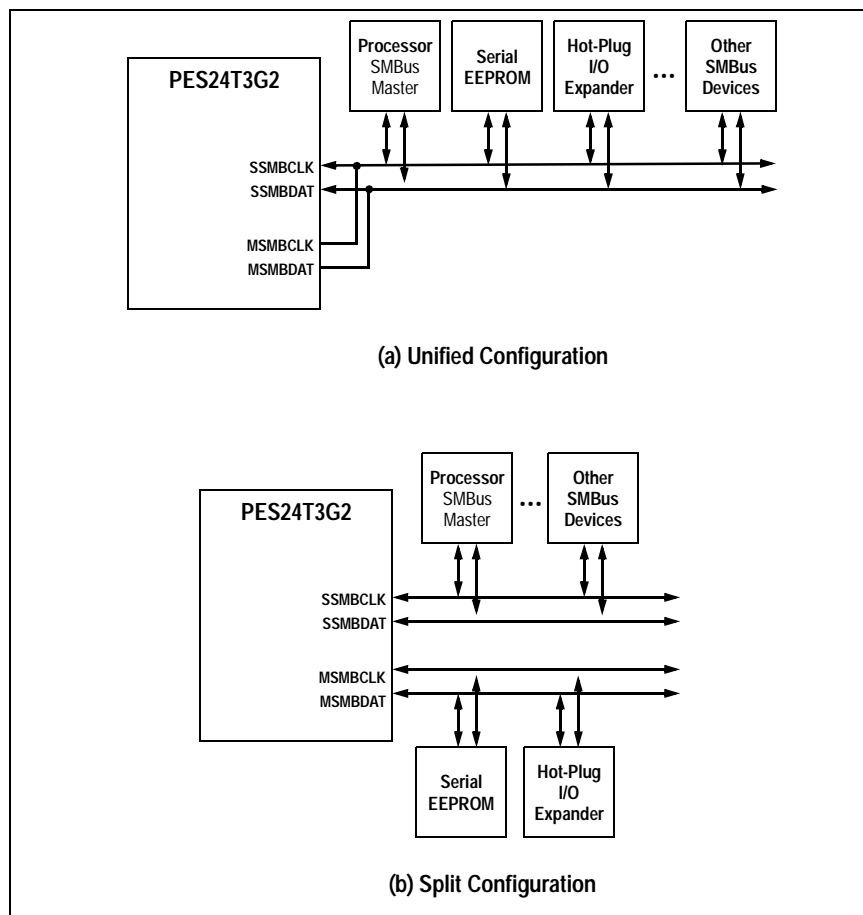 Processor
SMBus
Master
Serial
EEPROM
Hot-Plug
I/O
Expander
...
Other
SMBus
Devices
PES24T3G2
SSMBCLK
SSMBDAT
MSMBCLK
MSMBDAT
(a) Unified Configuration
Processor
SMBus
Master
...
Other
SMBus
Devices
PES24T3G2
SSMBCLK
SSMBDAT
MSMBCLK
MSMBDAT
Serial
EEPROM
Hot-Plug
I/O
Expander
(b) Split Configuration